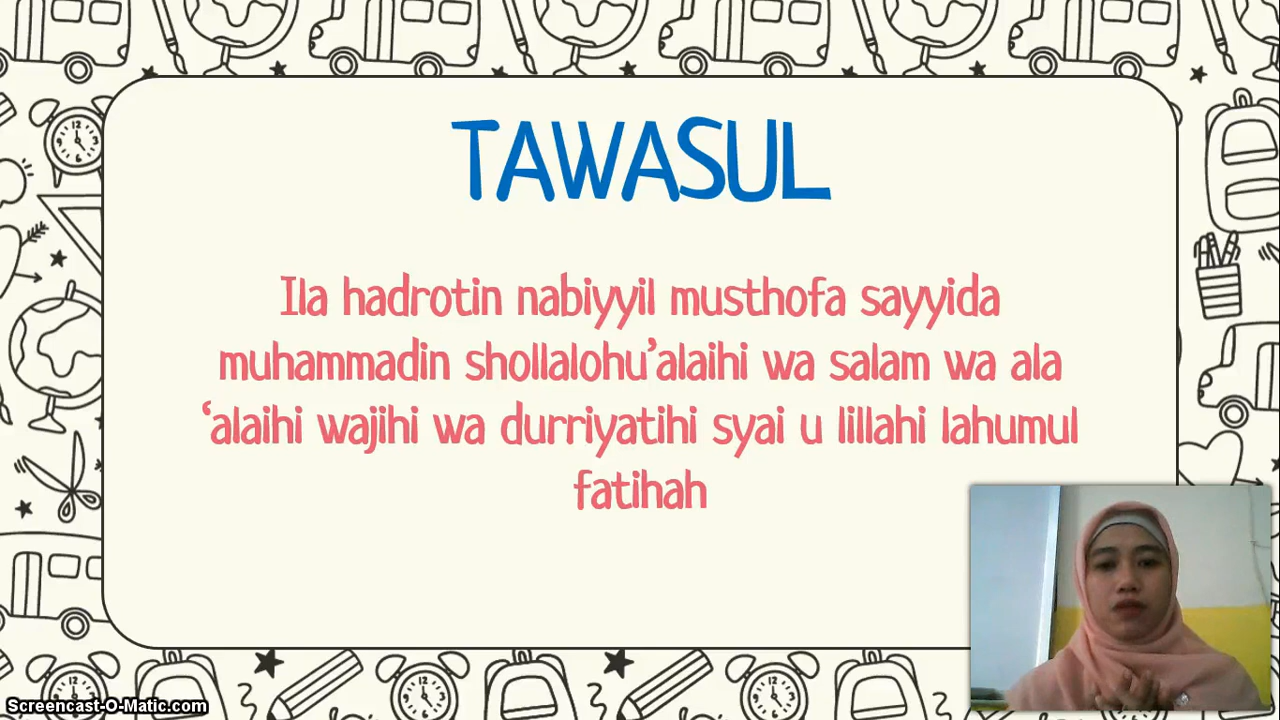 TAWASUL
Ila hadrotin nabiyyil musthofa sayyida
muhammadin shollalohu’alaihi wa salam wa ala
‘alaihi wajihi wa durriyatihi syai u lillahi lahumul
fatihah
Screencast-O-Matic.com